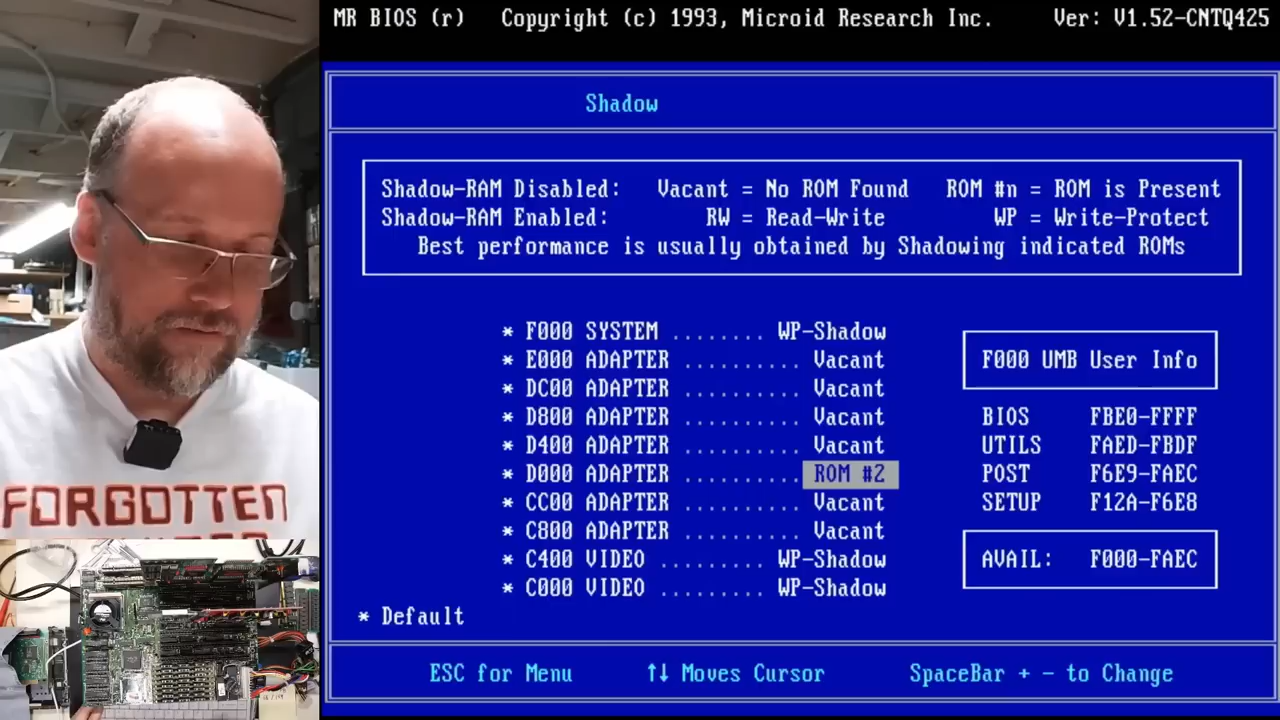 MR BIOS (r) Copyright (c) 1993, Microid Research Inc. Ver: V1.52-CNTQ425
Shadow
Shadow-RAM Disabled: Vacant = No ROM Found ROM #n = ROM is Present
Shadow-RAM Enabled: RW = Read-Write WP = Write-Protect
Best performance is usually obtained by Shadowing indicated ROMs
* F000 SYSTEM ........ WP-Shadow
* E000 ADAPTER .......... Vacant
* DC00 ADAPTER .......... Vacant
* D800 ADAPTER .......... Vacant
* D400 ADAPTER .......... Vacant
* D000 ADAPTER .......... ROM #2
* CC00 ADAPTER .......... Vacant
* C800 ADAPTER .......... Vacant
* C400 VIDEO ......... WP-Shadow
* C000 VIDEO ......... WP-Shadow
* Default
F000 UMB User Info
BIOS FBE0-FFFF
UTILS FAED-FBDF
POST F6E9-FAEC
SETUP F12A-F6E8
AVAIL: F000-FAEC
ESC for Menu ↑↓ Moves Cursor SpaceBar + - to Change
FORGOTTEN